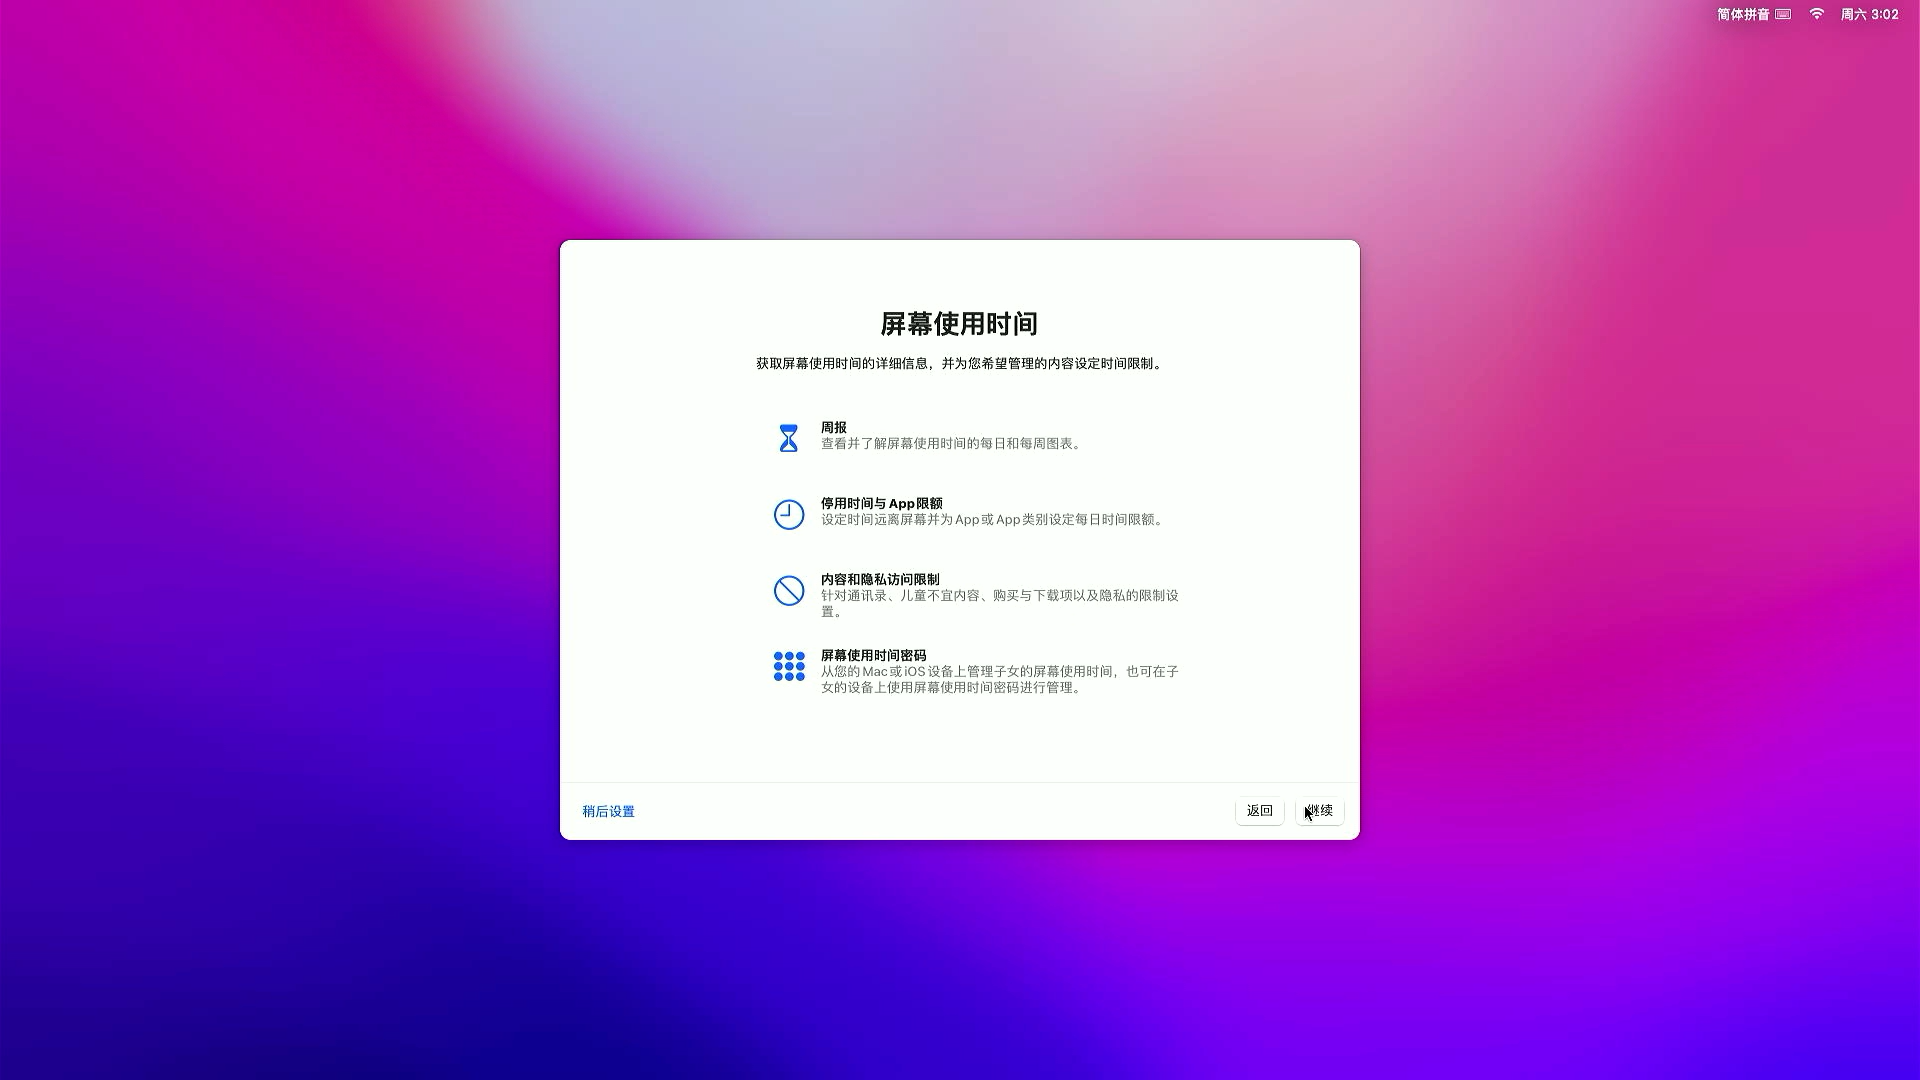 简体拼音 周六 3:02
屏幕使用时间
获取屏幕使用时间的详细信息，并为您希望管理的内容设定时间限制。
周报
查看并了解屏幕使用时间的每日和每周图表。
停用时间与App限额
设定时间远离屏幕并为App或App类别设定每日时间限额。
内容和隐私访问限制
针对通讯录、儿童不宜内容、购买与下载项以及隐私的限制设
置。
屏幕使用时间密码
从您的Mac或iOS设备上管理子女的屏幕使用时间，也可在子
女的设备上使用屏幕使用时间密码进行管理。
稍后设置 返回 继续